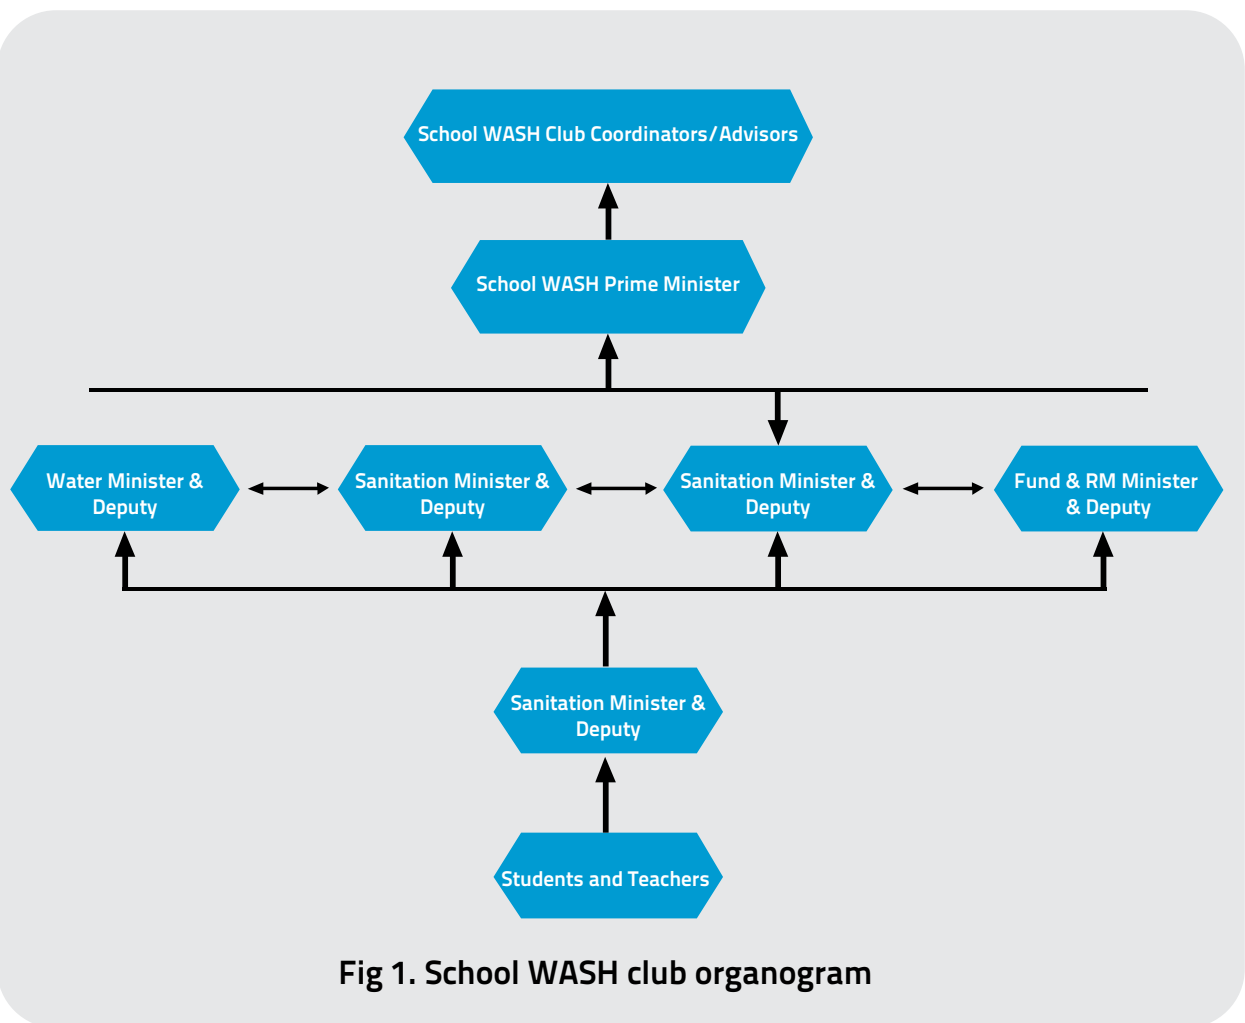 School WASH Club Coordinators/Advisors
School WASH Prime Minister
Water Minister &
Deputy
Sanitation Minister &
Deputy
Sanitation Minister &
Deputy
Fund & RM Minister
& Deputy
Sanitation Minister &
Deputy
Students and Teachers
Fig 1. School WASH club organogram